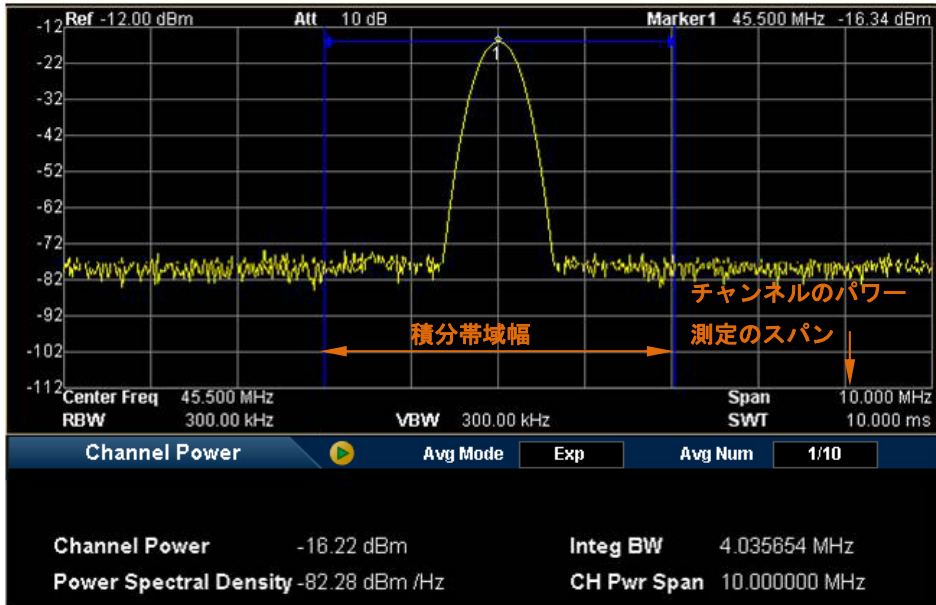 Ref -12.00 dBm Att 10 dB Marker1 45.500 MHz -16.34 dBm
-12
1
-22
-32
-42
-52
-62
-72
-82
チャンネルのパワー
-92
積分帯域幅 測定のスパン
-102
-112
Center Freq 45.500 MHz Span 10.000 MHz
RBW 300.00 kHz VBW 300.00 kHz SWT 10.000 ms
Channel Power Avg Mode Exp Avg Num 1/10
Channel Power -16.22 dBm Integ BW 4.035654 MHz
Power Spectral Density -82.28 dBm /Hz CH Pwr Span 10.000000 MHz